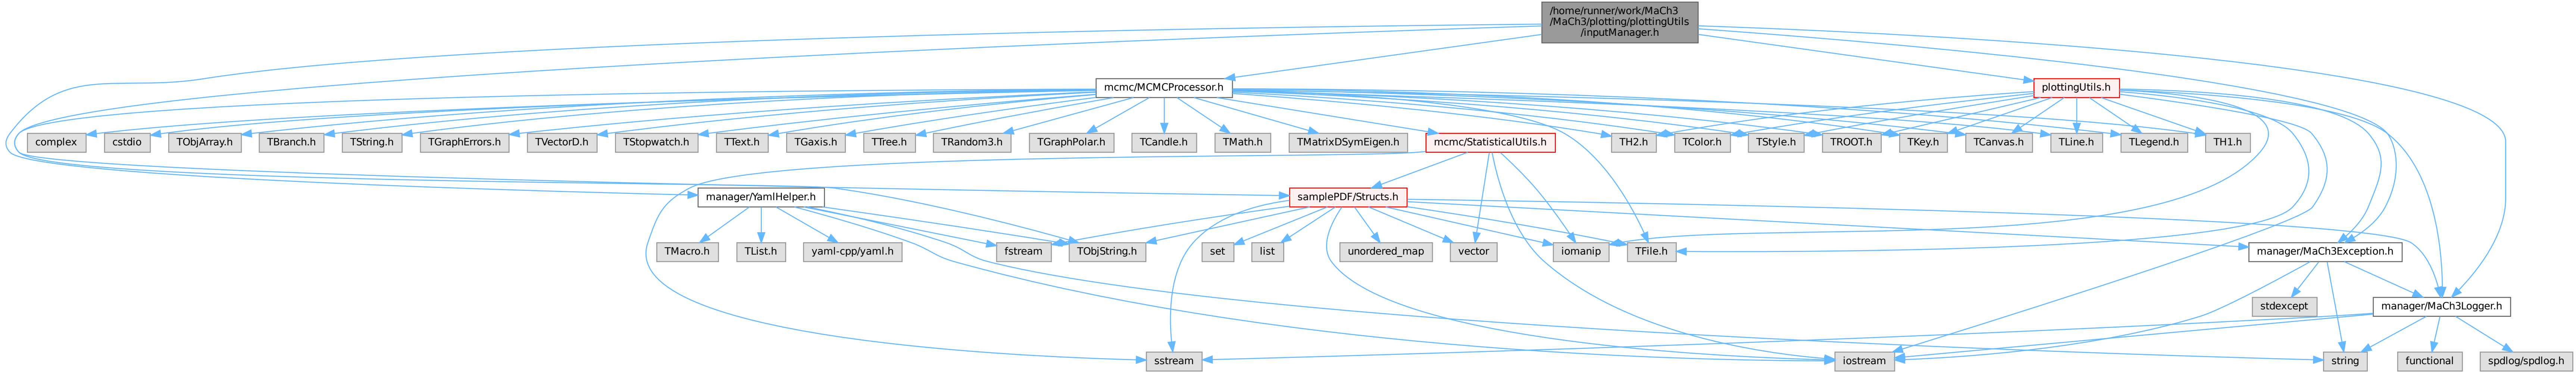 /home/runner/work/MaCh3
/MaCh3/plotting/plottingUtils
/inputManager.h
mcmc/MCMCProcessor.h
plottingUtils.h
complex
cstdio
TObjArray.h
TBranch.h
TString.h
TGraphErrors.h
TVectorD.h
TStopwatch.h
TText.h
TGaxis.h
TTree.h
TRandom3.h
TGraphPolar.h
TCandle.h
TMath.h
TMatrixDSymEigen.h
mcmc/StatisticalUtils.h
TH2.h
TColor.h
TStyle.h
TROOT.h
TKey.h
TCanvas.h
TLine.h
TLegend.h
TH1.h
manager/YamlHelper.h
samplePDF/Structs.h
TMacro.h
TList.h
yaml-cpp/yaml.h
fstream
TObjString.h
set
list
unordered_map
vector
iomanip
TFile.h
manager/MaCh3Exception.h
stdexcept
manager/MaCh3Logger.h
sstream
iostream
string
functional
spdlog/spdlog.h